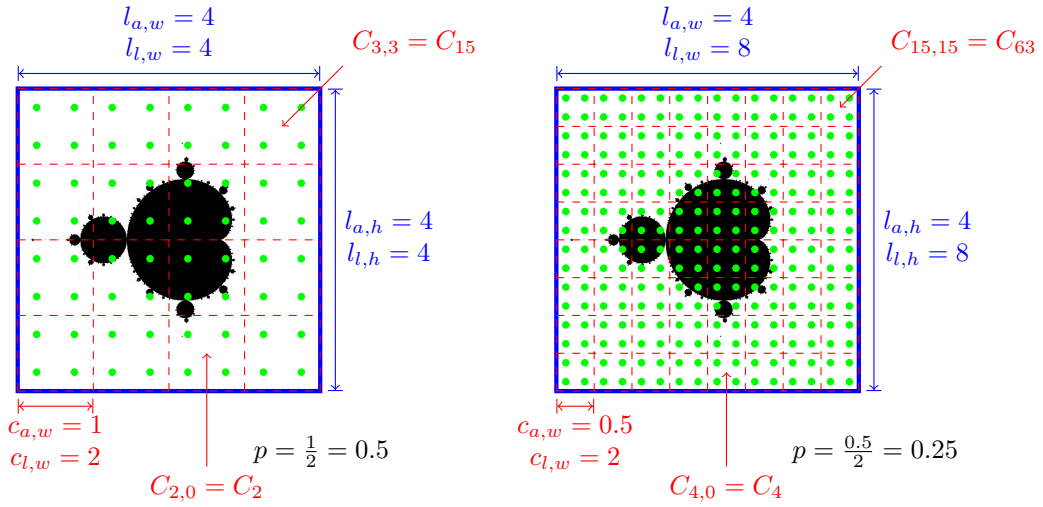 l_{a,w} = 4
l_{l,w} = 4
C_{3,3} = C_{15}
l_{a,h} = 4
l_{l,h} = 4
c_{a,w} = 1
c_{l,w} = 2
p = \frac{1}{2} = 0.5
C_{2,0} = C_2
l_{a,w} = 4
l_{l,w} = 8
C_{15,15} = C_{63}
l_{a,h} = 4
l_{l,h} = 8
c_{a,w} = 0.5
c_{l,w} = 2
p = \frac{0.5}{2} = 0.25
C_{4,0} = C_4